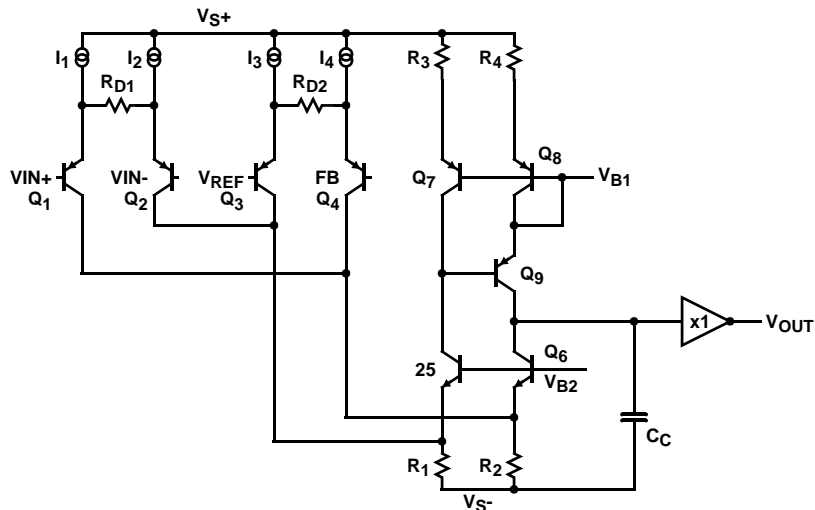 VS+
I1
I2
I3
I4
R3
R4
RD1
RD2
VIN+
Q1
VIN-
Q2
VREF
Q3
FB
Q4
Q7
Q8
VB1
Q9
x1
VOUT
25
Q6
VB2
CC
R1
R2
VS-